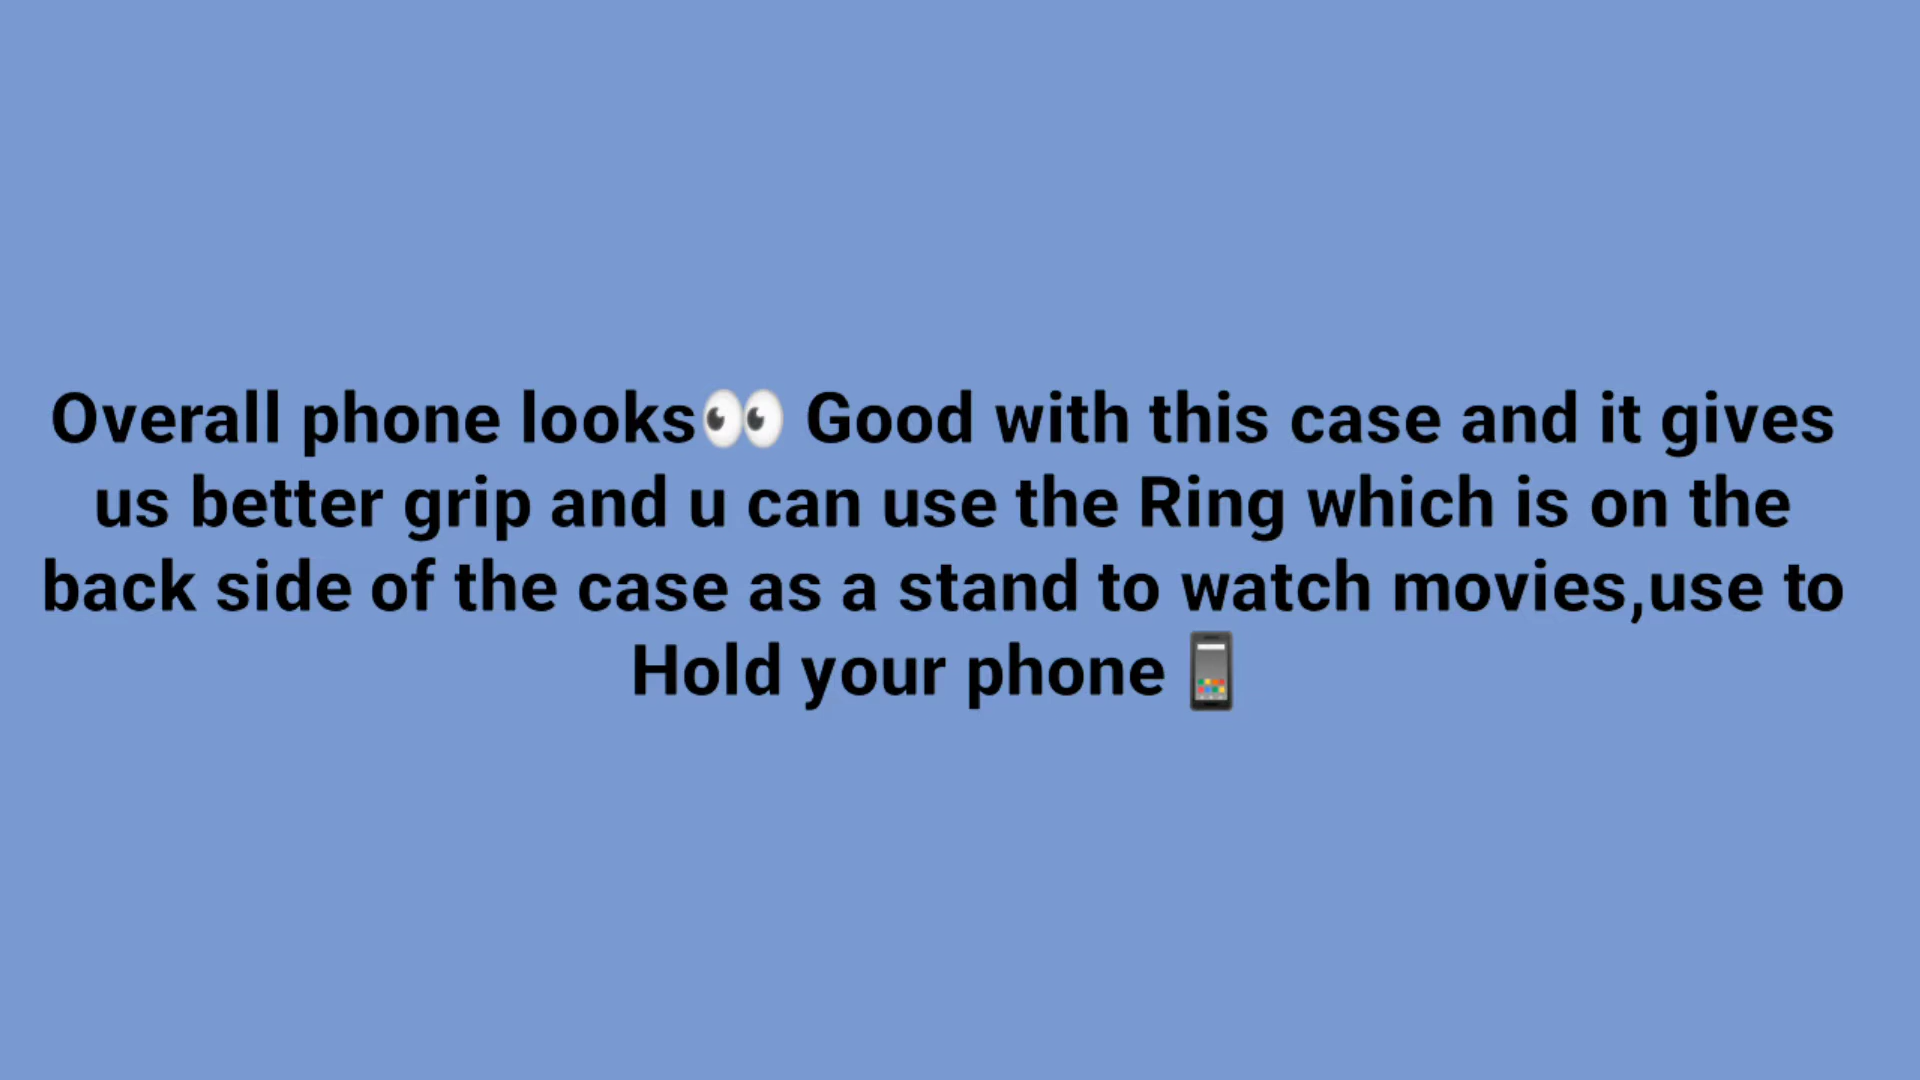 Overall phone looks👀 Good with this case and it gives
us better grip and u can use the Ring which is on the
back side of the case as a stand to watch movies,use to
Hold your phone 📱